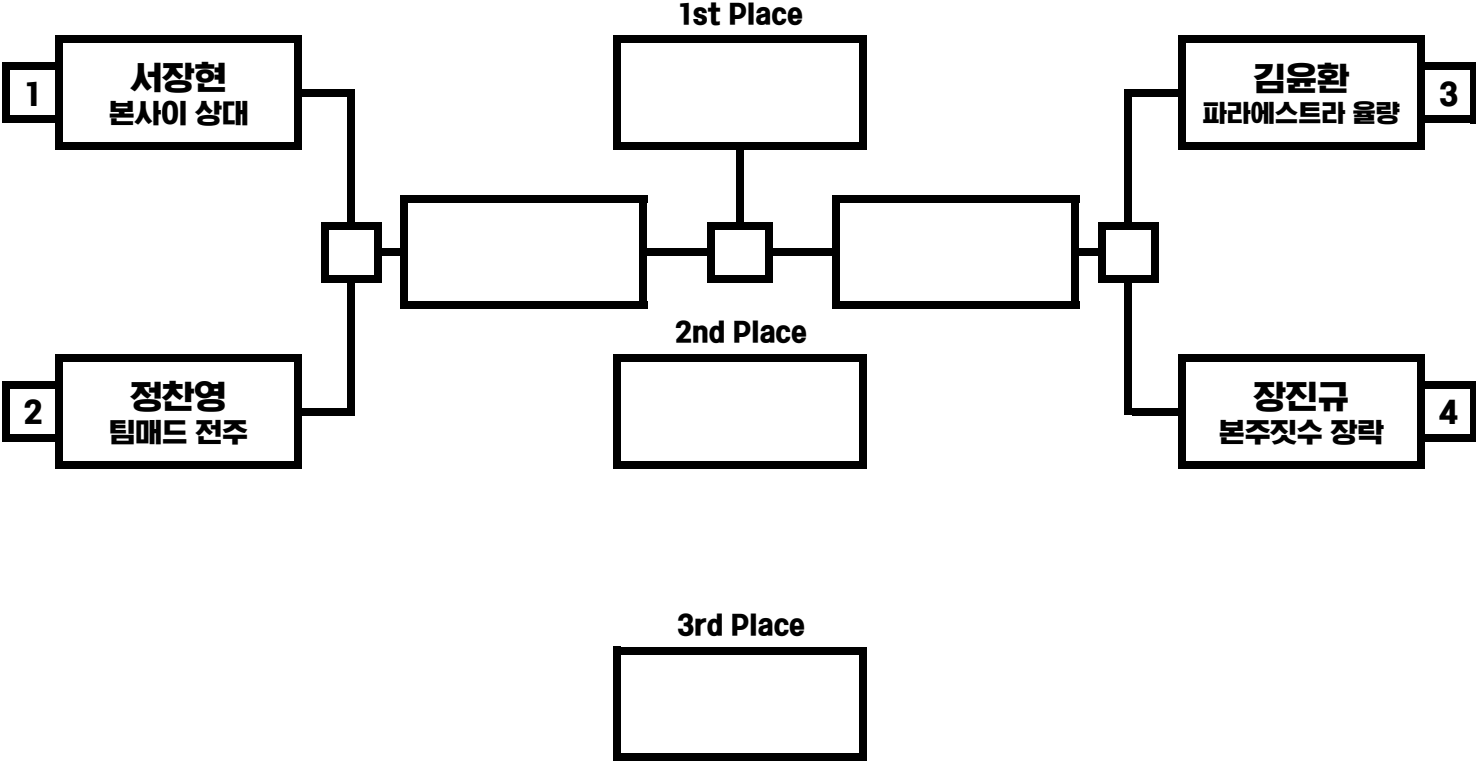 1st Place
1
서장현
본사이 상대
김윤환
파라에스트라 율량
3
2nd Place
2
정찬영
팀매드 전주
장진규
본주짓수 장락
4
3rd Place